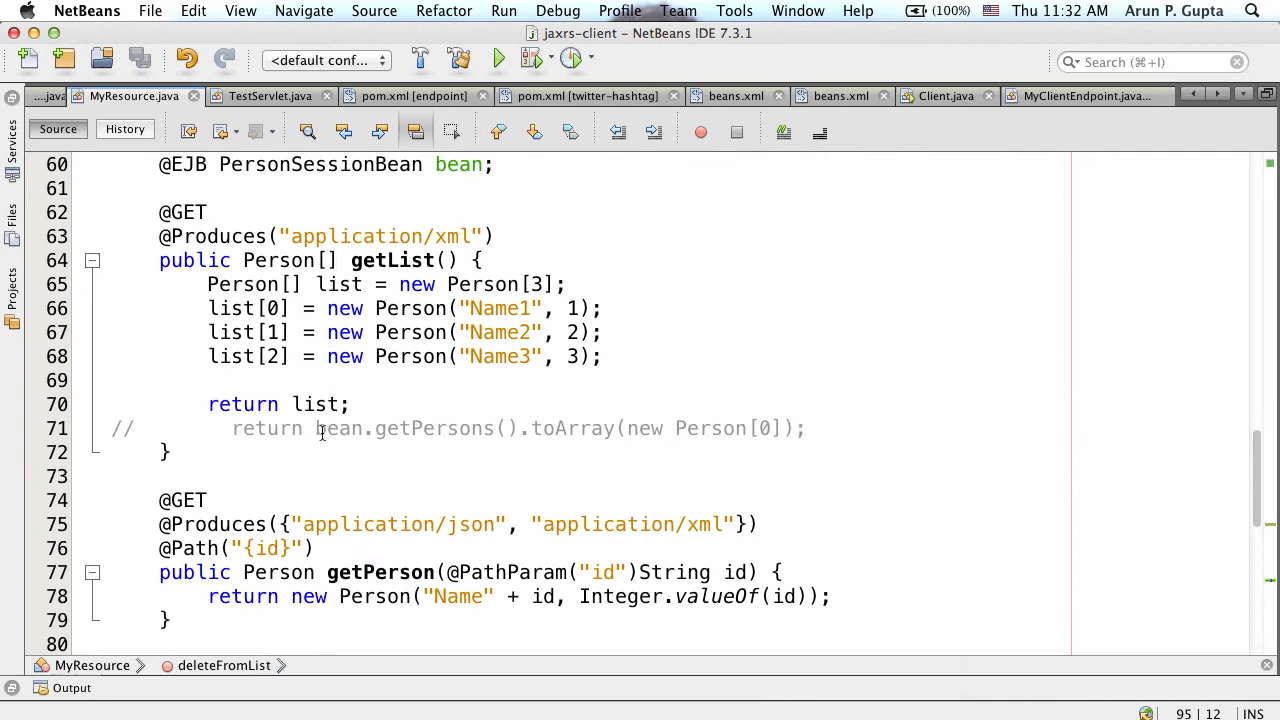 NetBeans File Edit View Navigate Source Refactor Run Debug Profile Team Tools Window Help (100%) Thu 11:32 AM Arun P. Gupta
jaxrs-client – NetBeans IDE 7.3.1
<default conf... Search (⌘+I)
....java MyResource.java TestServlet.java pom.xml [endpoint] pom.xml [twitter-hashtag] beans.xml beans.xml Client.java MyClientEndpoint.java...
Source History
Services
Files
Projects
60 @EJB PersonSessionBean bean;
61
62 @GET
63 @Produces("application/xml")
64 public Person[] getList() {
65 Person[] list = new Person[3];
66 list[0] = new Person("Name1", 1);
67 list[1] = new Person("Name2", 2);
68 list[2] = new Person("Name3", 3);
69
70 return list;
71 // return bean.getPersons().toArray(new Person[0]);
72 }
73
74 @GET
75 @Produces({"application/json", "application/xml"})
76 @Path("{id}")
77 public Person getPerson(@PathParam("id")String id) {
78 return new Person("Name" + id, Integer.valueOf(id));
79 }
80
MyResource deleteFromList
Output
95 | 12 INS